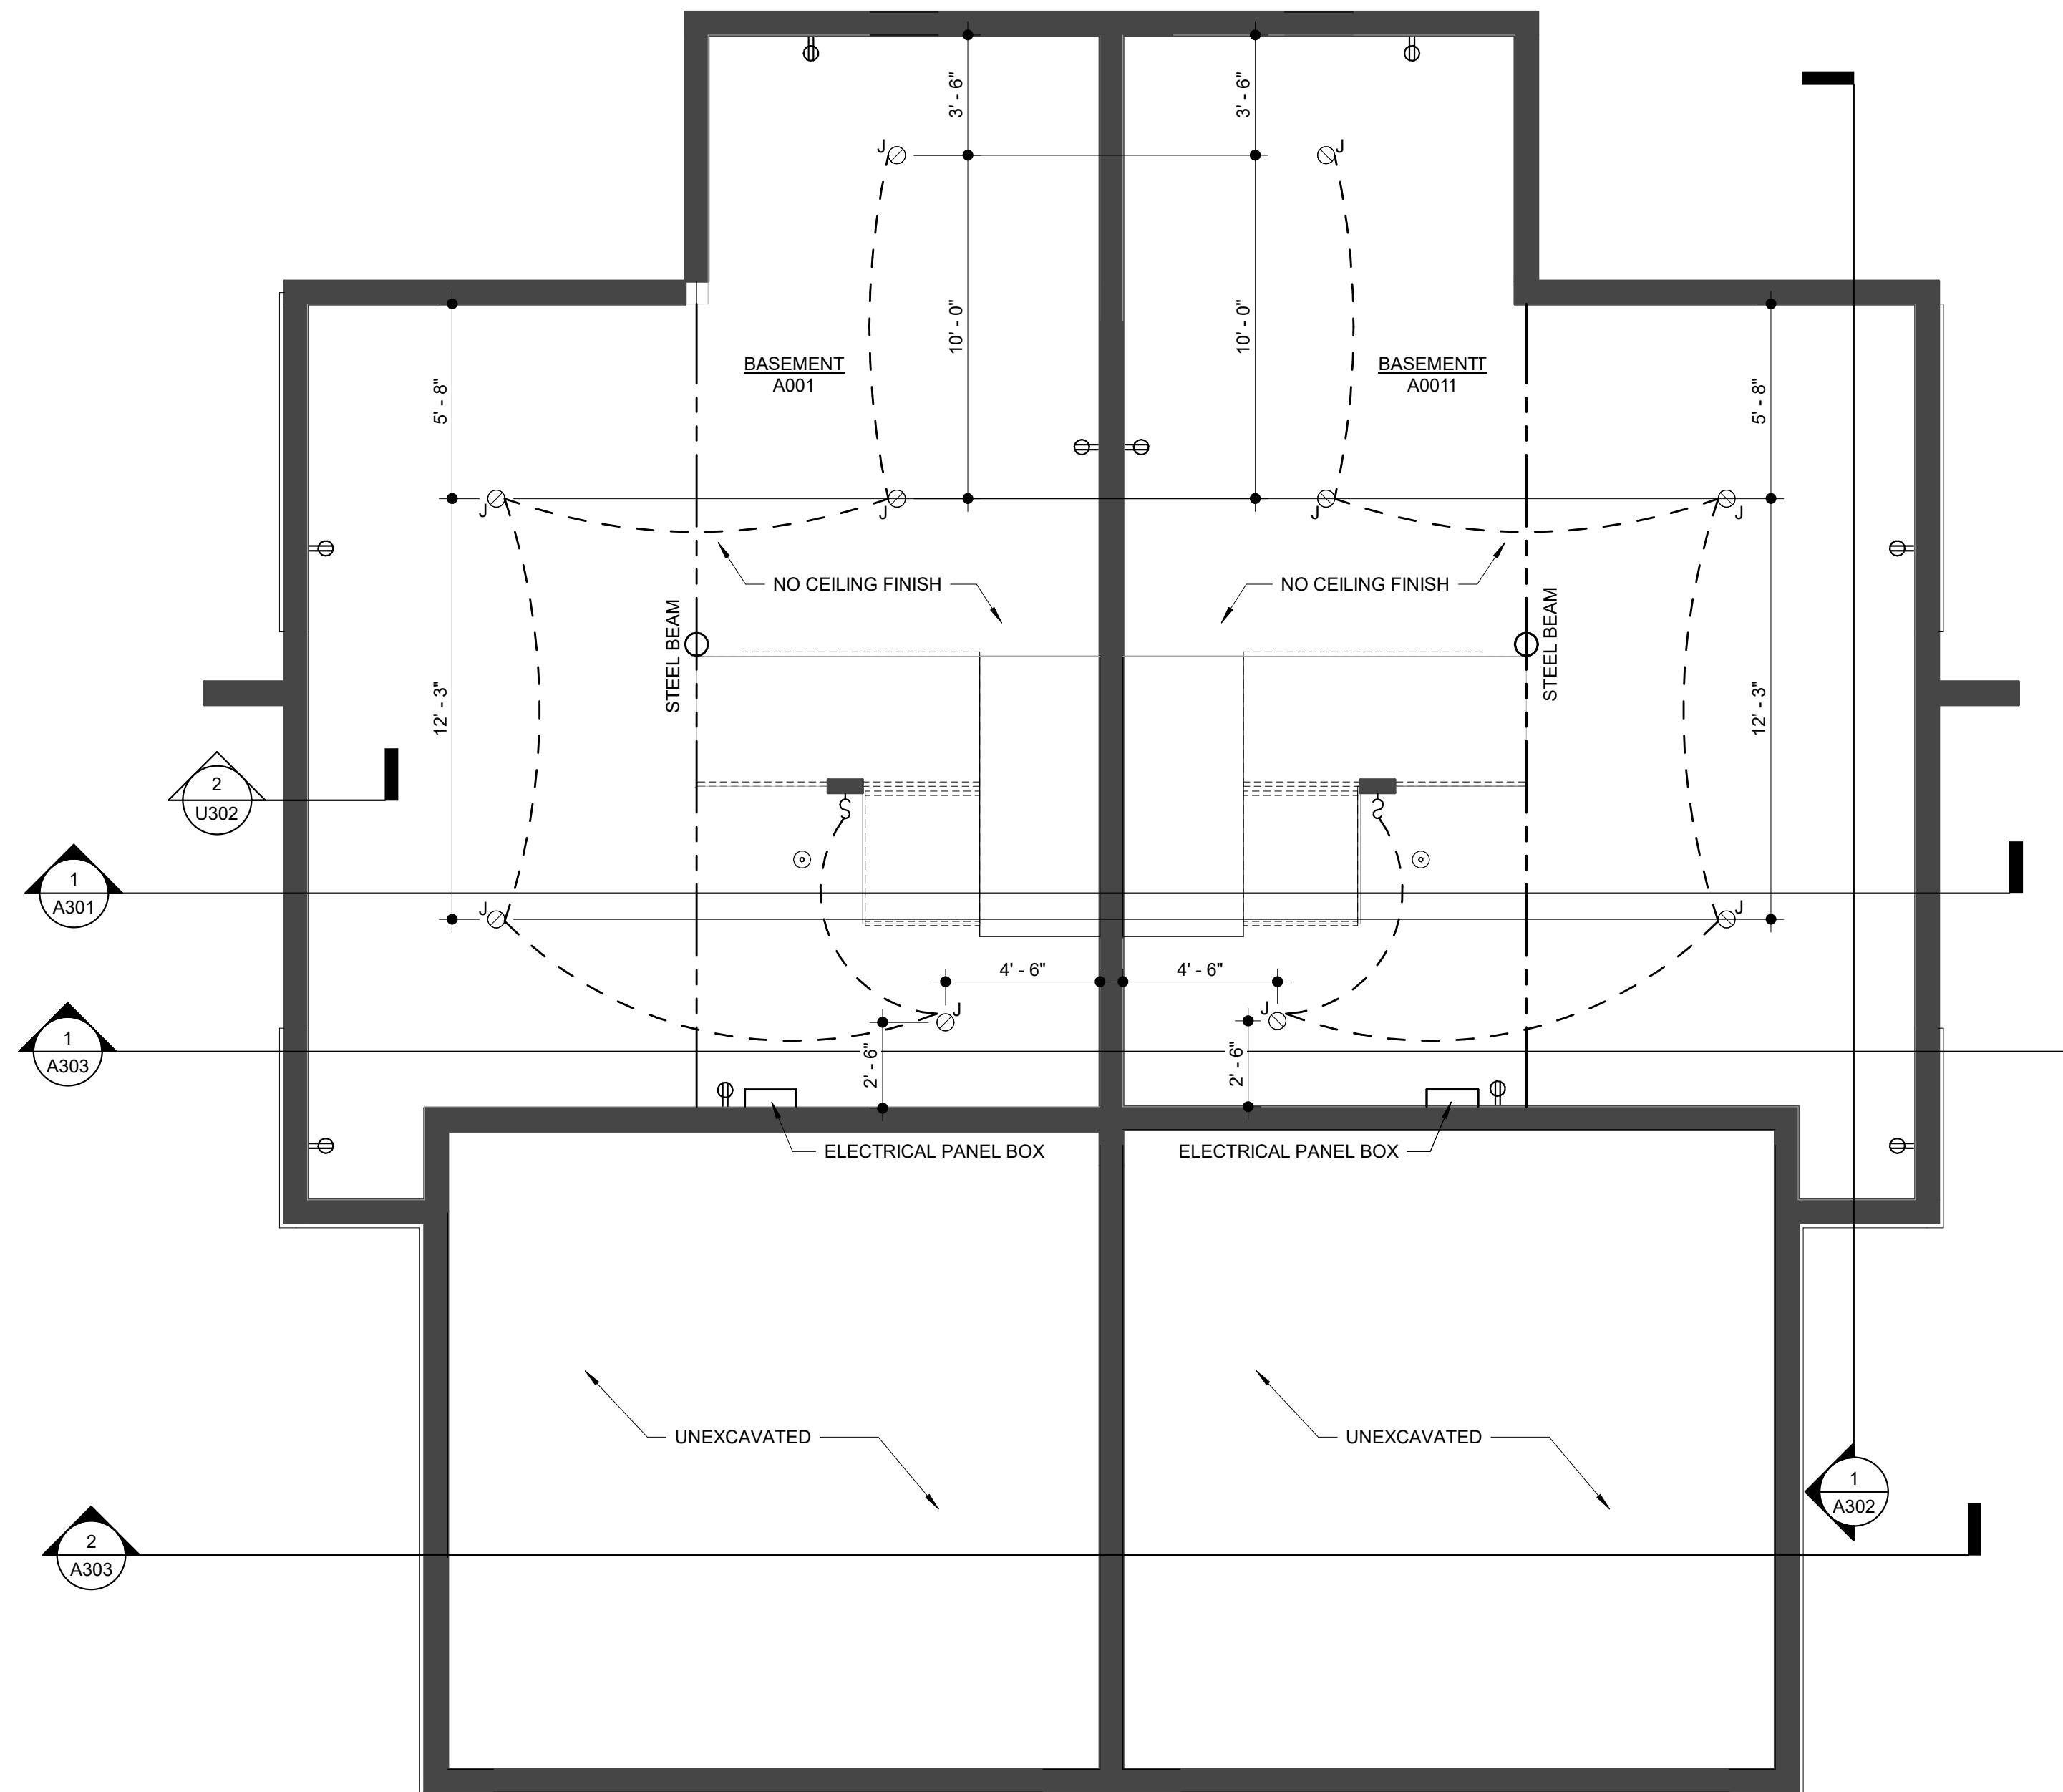 3' - 6"
3' - 6"
J
J
10' - 0"
10' - 0"
BASEMENT
A001
BASEMENTT
A0011
5' - 8"
5' - 8"
J
J
J
J
NO CEILING FINISH
NO CEILING FINISH
STEEL BEAM
STEEL BEAM
12' - 3"
12' - 3"
2
U302
1
A301
J
J
4' - 6"
4' - 6"
J
J
1
A303
2' - 6"
2' - 6"
ELECTRICAL PANEL BOX
ELECTRICAL PANEL BOX
UNEXCAVATED
UNEXCAVATED
1
A302
2
A303